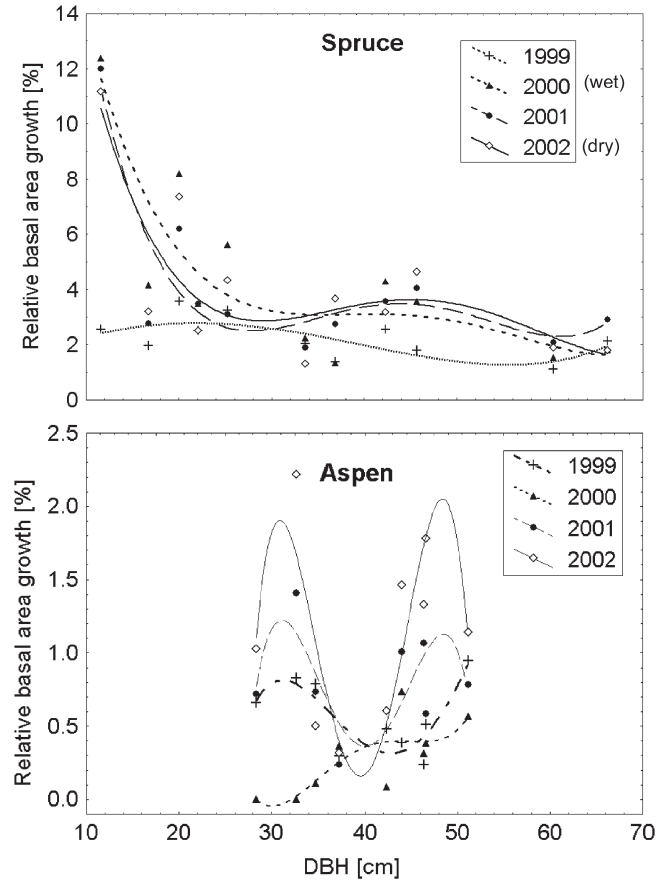 14
Spruce
1999
12
2000 (wet)
2001
10
2002 (dry)
8
6
4
2
0
Relative basal area growth [%]
2.5
Aspen
1999
2000
2.0
2001
2002
1.5
1.0
0.5
0.0
Relative basal area growth [%]
10 20 30 40 50 60 70
DBH [cm]